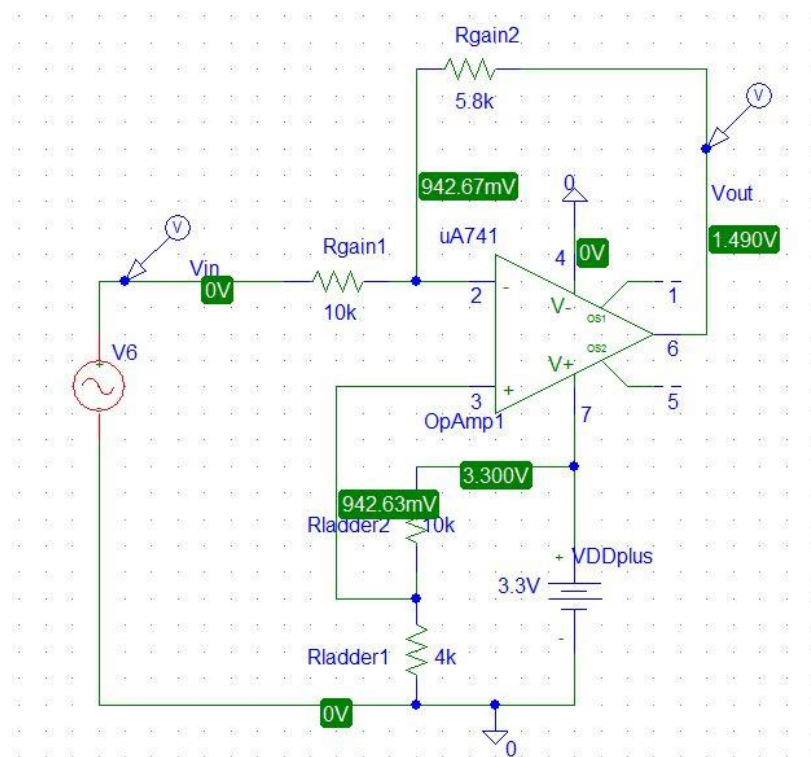 Rgain2
5.8k
942.67mV
0
Vout
uA741
4
0V
1.490V
Vin
0V
Rgain1
10k
2
-
V-
OS1
1
V6
6
OS2
V+
3
+
5
OpAmp1
7
3.300V
942.63mV
Rladder2
10k
+
VDDplus
3.3V
-
Rladder1
4k
0V
0
V
V